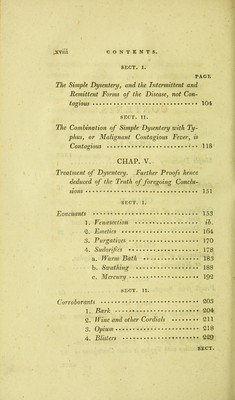 xviii CONTENTS.
SECT. I.
PAGE
The Simple Dysentery, and the Intermittent and
Remittent Forms of the Disease, not Con-
tagious 104
SECT. II.
The Combination of Simple Dysentery with Ty-
phus, or Malignant Contagious Fever, is
Contagious 118
CHAP. V.
Treatment of Dysentery. Further Proofs hence
deduced of the Truth of foregoing Conclu-
sions 151
SECT. I.
Evacuants 153
1. Venesection ib.
2. Emetics 164
3. Purgatives 170
4. Sudorifics 178
a. Warm Bath 183
b. Swathing 188
c. Mercury 192
SECT. II.
Corroborants 203
1. Bark 204
2. Wine and other Cordials 211
3. Opium 218
4. Blisters 229
SECT.